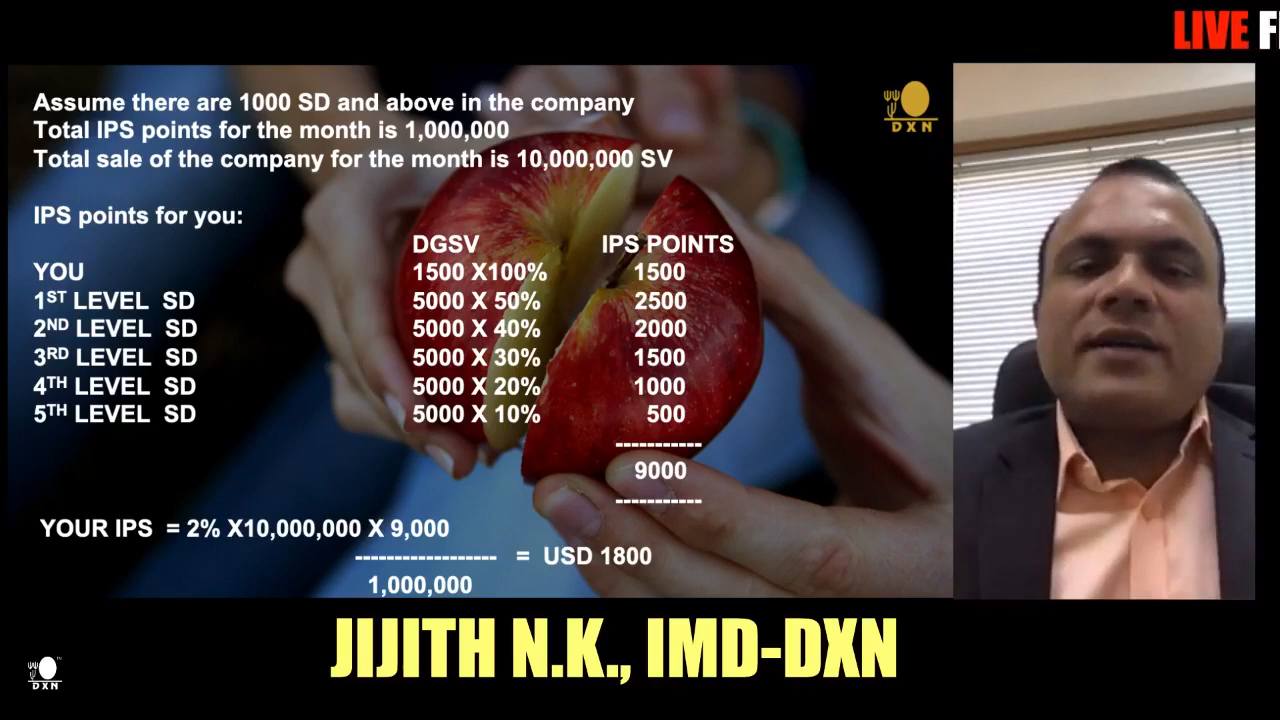 LIVE F
Assume there are 1000 SD and above in the company
Total IPS points for the month is 1,000,000
Total sale of the company for the month is 10,000,000 SV
DXN
IPS points for you:
DGSV IPS POINTS
YOU 1500 X100% 1500
1ST LEVEL SD 5000 X 50% 2500
2ND LEVEL SD 5000 X 40% 2000
3RD LEVEL SD 5000 X 30% 1500
4TH LEVEL SD 5000 X 20% 1000
5TH LEVEL SD 5000 X 10% 500
-----------
9000
-----------
YOUR IPS = 2% X10,000,000 X 9,000
------------------ = USD 1800
1,000,000
JIJITH N.K., IMD-DXN
DXN